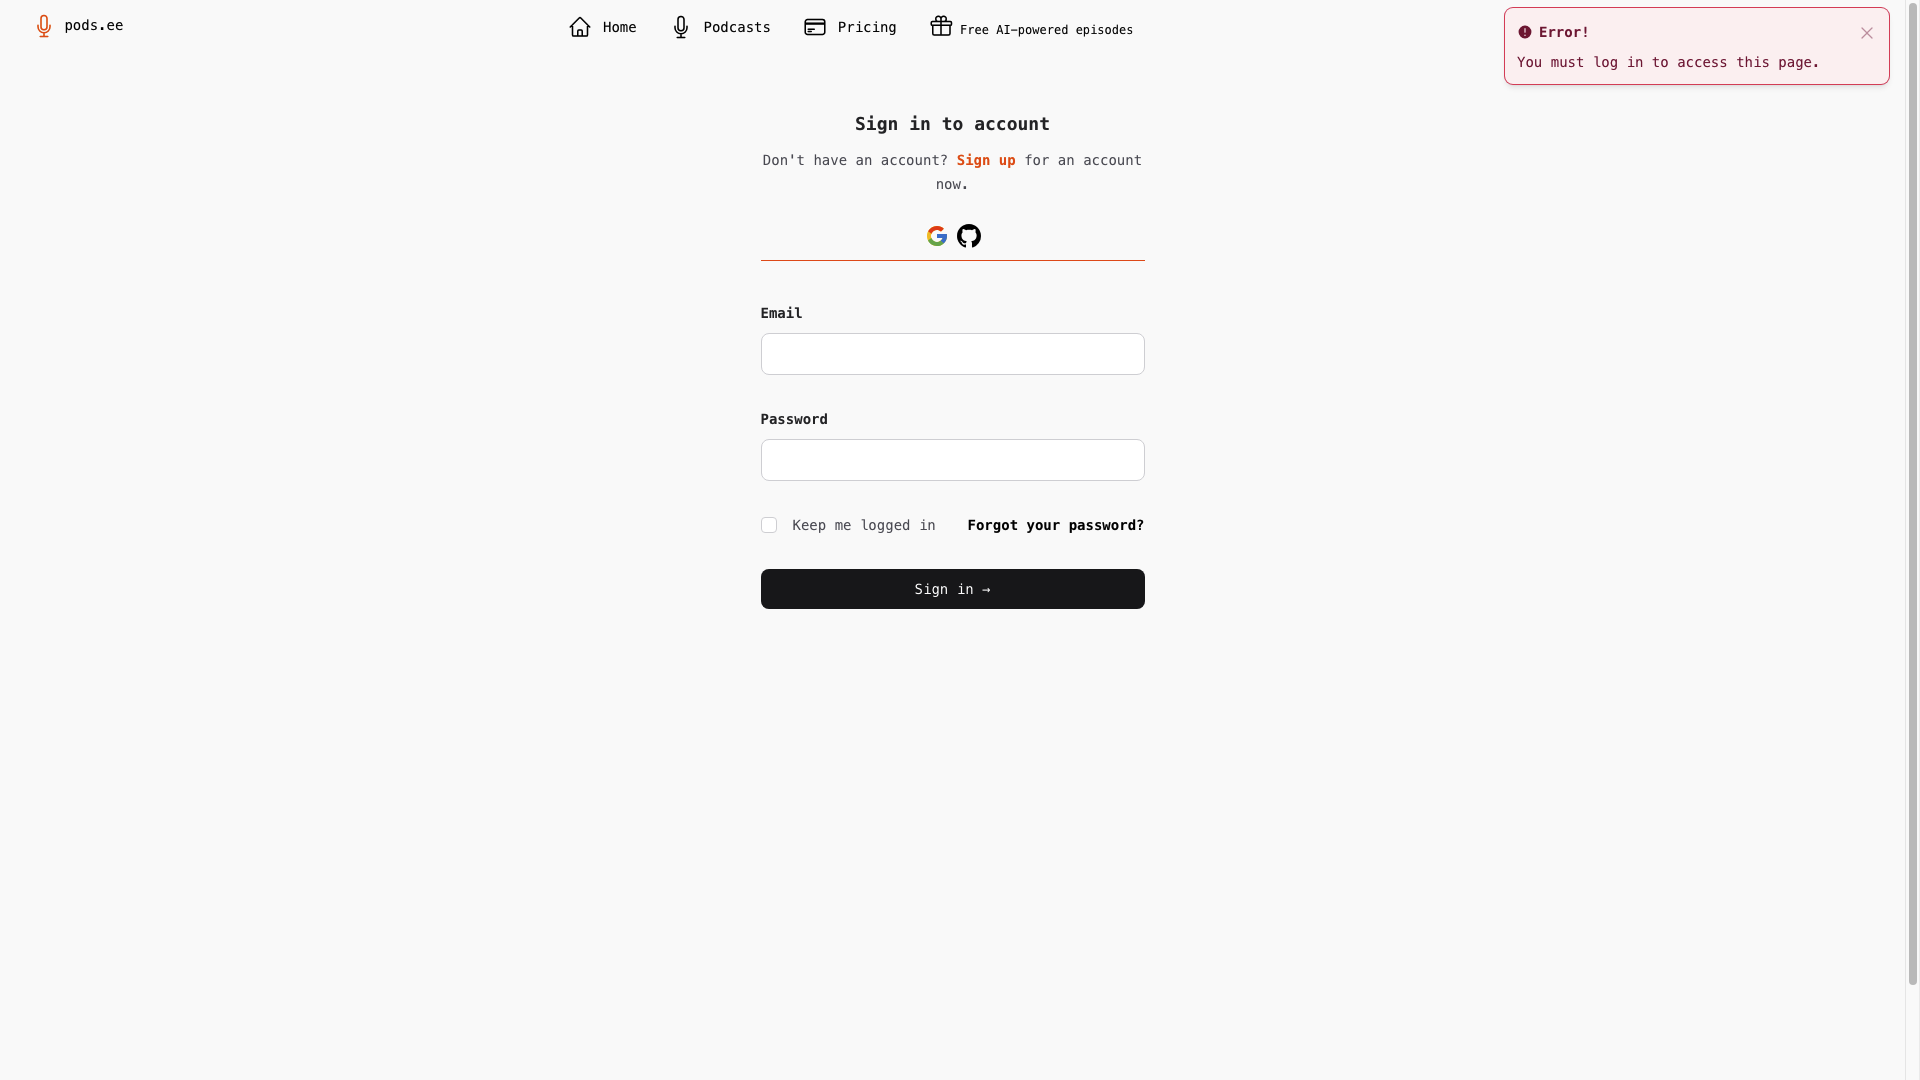 pods.ee
Home
Podcasts
Pricing
Free AI-powered episodes
Error!
You must log in to access this page.
Sign in to account
Don't have an account? Sign up for an account
now.
Email
Password
Keep me logged in
Forgot your password?
Sign in →